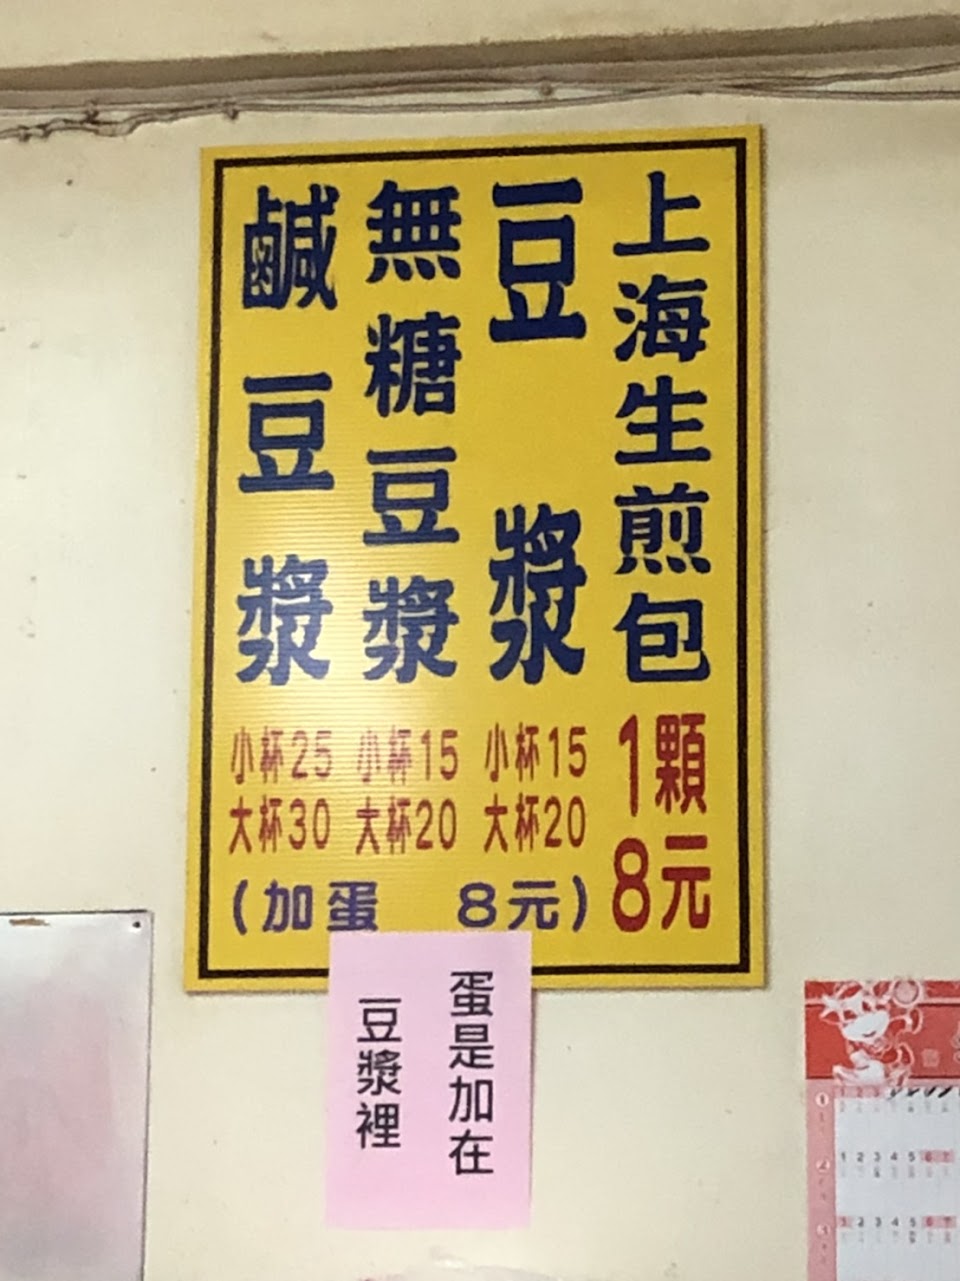 上海生煎包
1顆
8元
豆漿
小杯15
大杯20
無糖豆漿
小杯15
大杯20
鹹豆漿
小杯25
大杯30
(加蛋 8元)
蛋是加在
豆漿裡